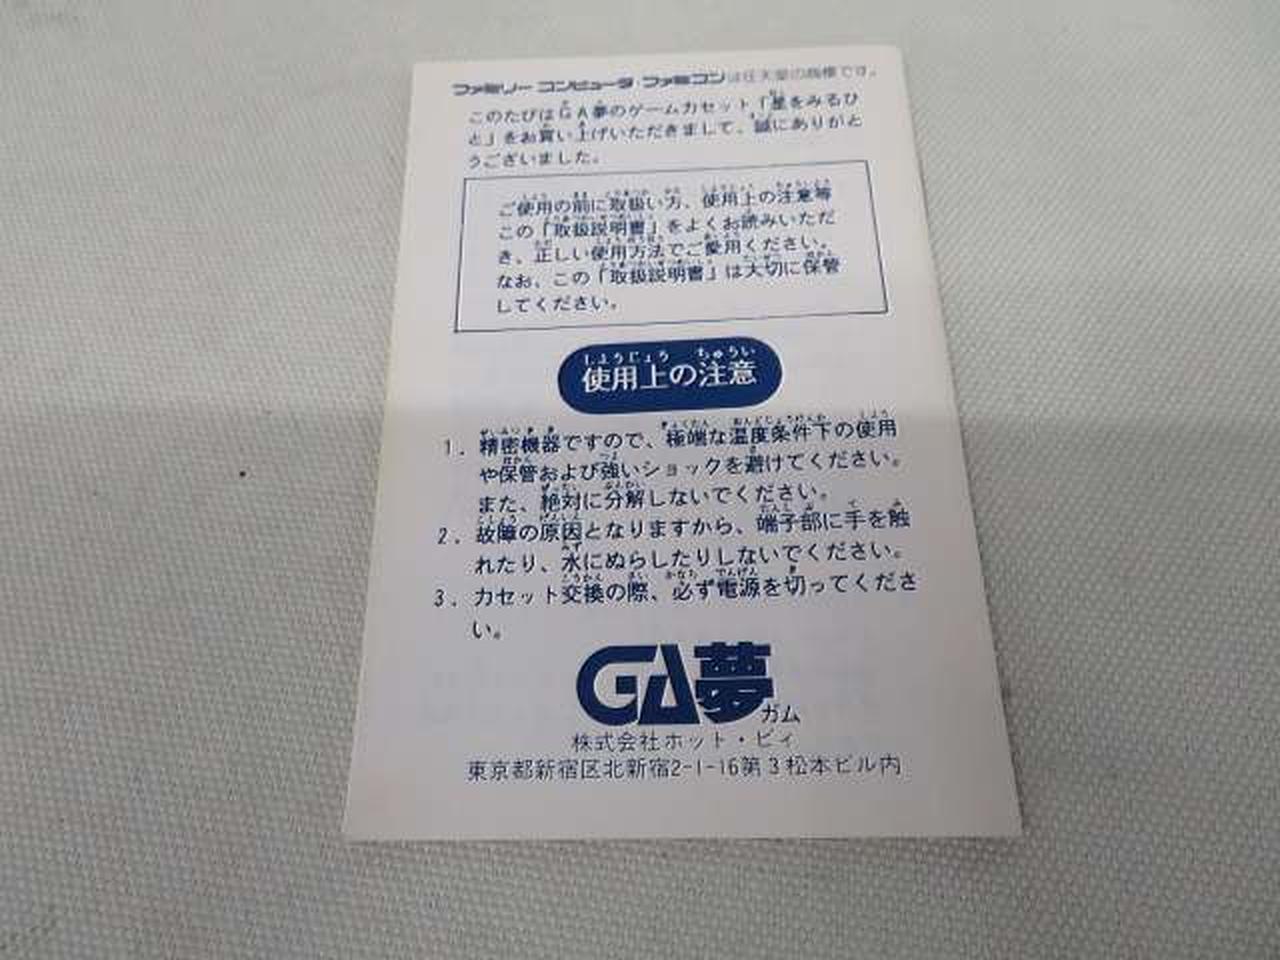 ファミリー コンピュータ・ファミコンは任天堂の商標です。
このたびはGA夢のゲームカセット「星をみるひ
と」をお買い上げいただきまして、誠にありがと
うございました。
ご使用の前に取扱い方、使用上の注意等
この「取扱説明書」をよくお読みいただ
き、正しい使用方法でご愛用ください。
なお、この「取扱説明書」は大切に保管
してください。
しようじょう ちゅうい
使用上の注意
1. 精密機器ですので、極端な温度条件下の使用
や保管および強いショックを避けてください。
また、絶対に分解しないでください。
2. 故障の原因となりますから、端子部に手を触
れたり、水にぬらしたりしないでください。
3. カセット交換の際、必ず電源を切ってくださ
い。
GA夢
ガム
株式会社ホット・ビィ
東京都新宿区北新宿2-1-16第3松本ビル内